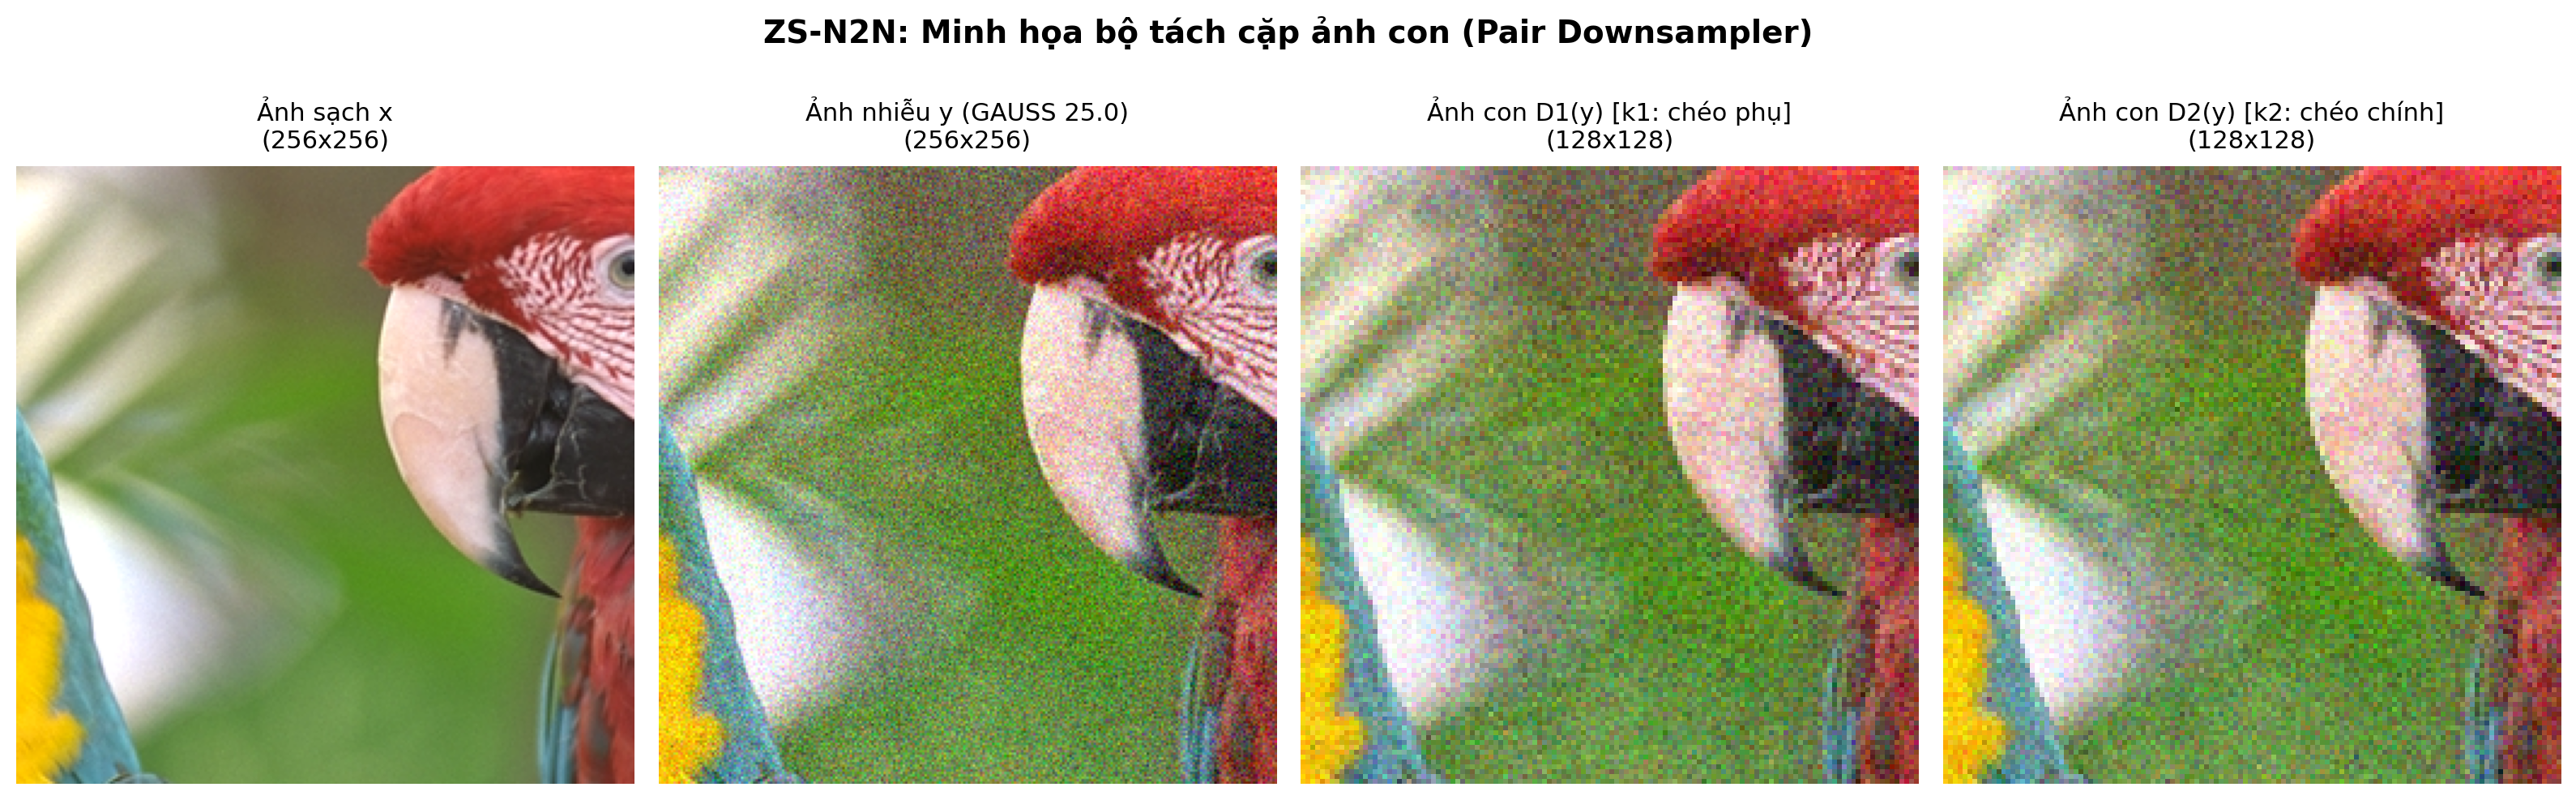 ZS-N2N: Minh họa bộ tách cặp ảnh con (Pair Downsampler)
Ảnh sạch x
(256x256)
Ảnh nhiễu y (GAUSS 25.0)
(256x256)
Ảnh con D1(y) [k1: chéo phụ]
(128x128)
Ảnh con D2(y) [k2: chéo chính]
(128x128)